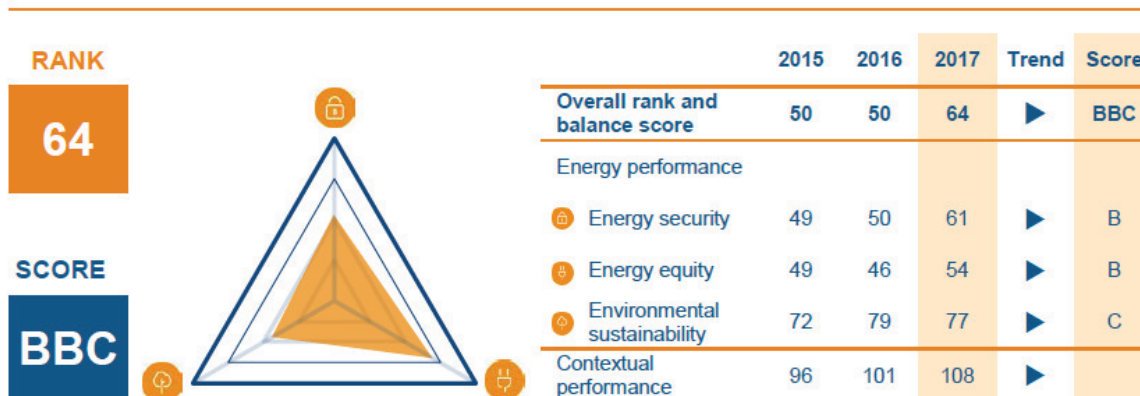 RANK
64
SCORE
BBC
2015 2016 2017 Trend Score
Overall rank and
balance score 50 50 64 BBC
Energy performance
Energy security 49 50 61 B
Energy equity 49 46 54 B
Environmental
sustainability 72 79 77 C
Contextual
performance 96 101 108